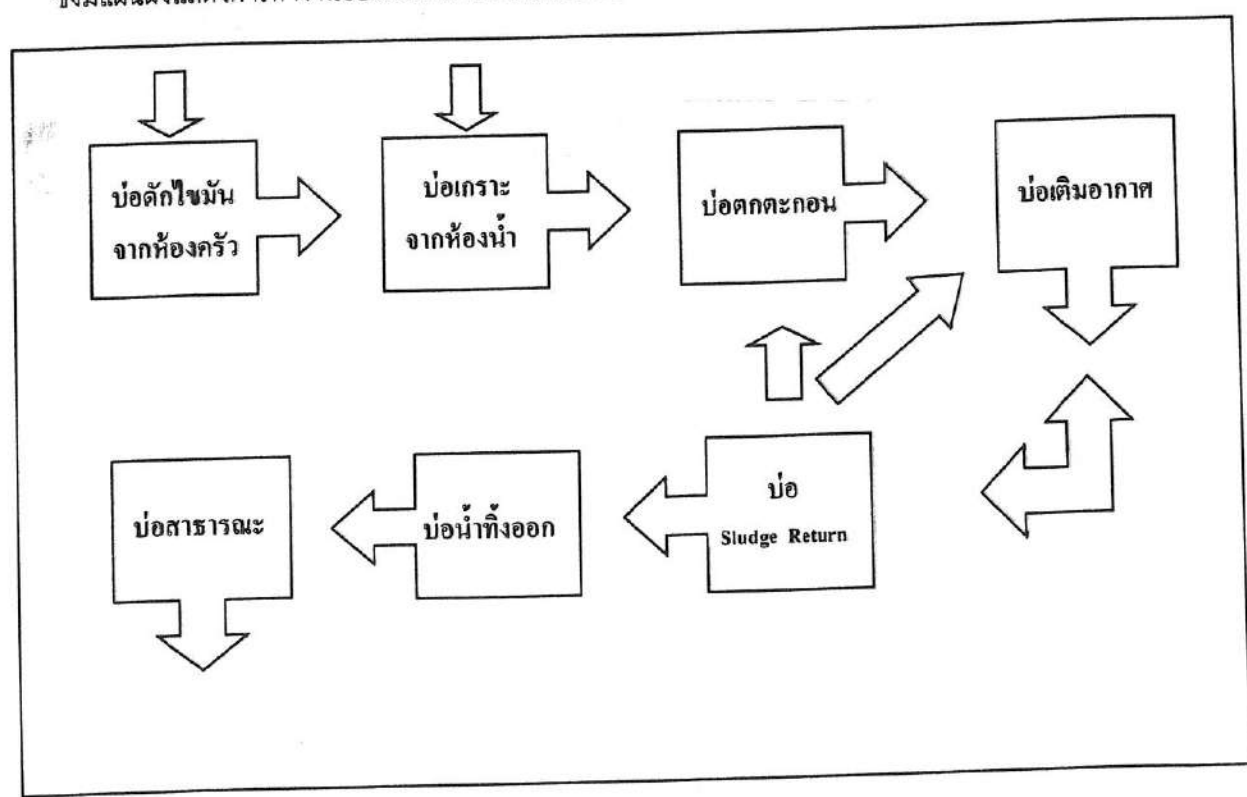 บ่อดักไขมัน
จากห้องครัว
บ่อเกราะ
จากห้องน้ำ
บ่อตกตะกอน
บ่อเติมอากาศ
บ่อสาธารณะ
บ่อน้ำทิ้งออก
บ่อ
Sludge Return